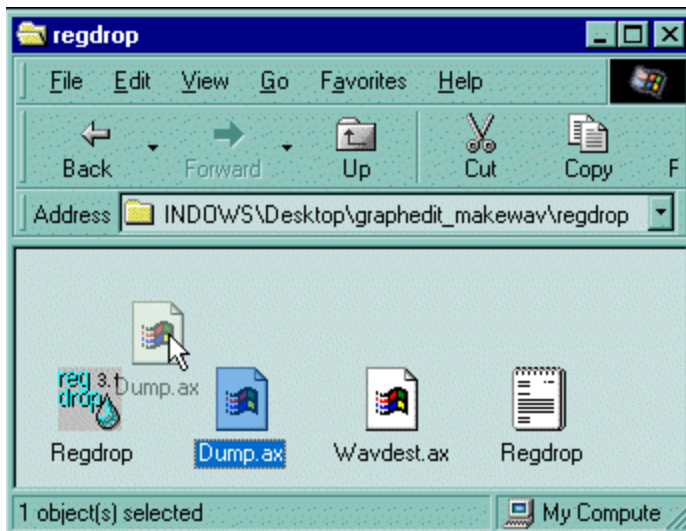 regdrop
File Edit View Go Favorites Help
Back Forward Up Cut Copy F
Address INDOWS\Desktop\graphedit_makewav\regdrop
reg 3.1
drop
Dump.ax
Regdrop Dump.ax Wavdest.ax Regdrop
1 object(s) selected My Compute